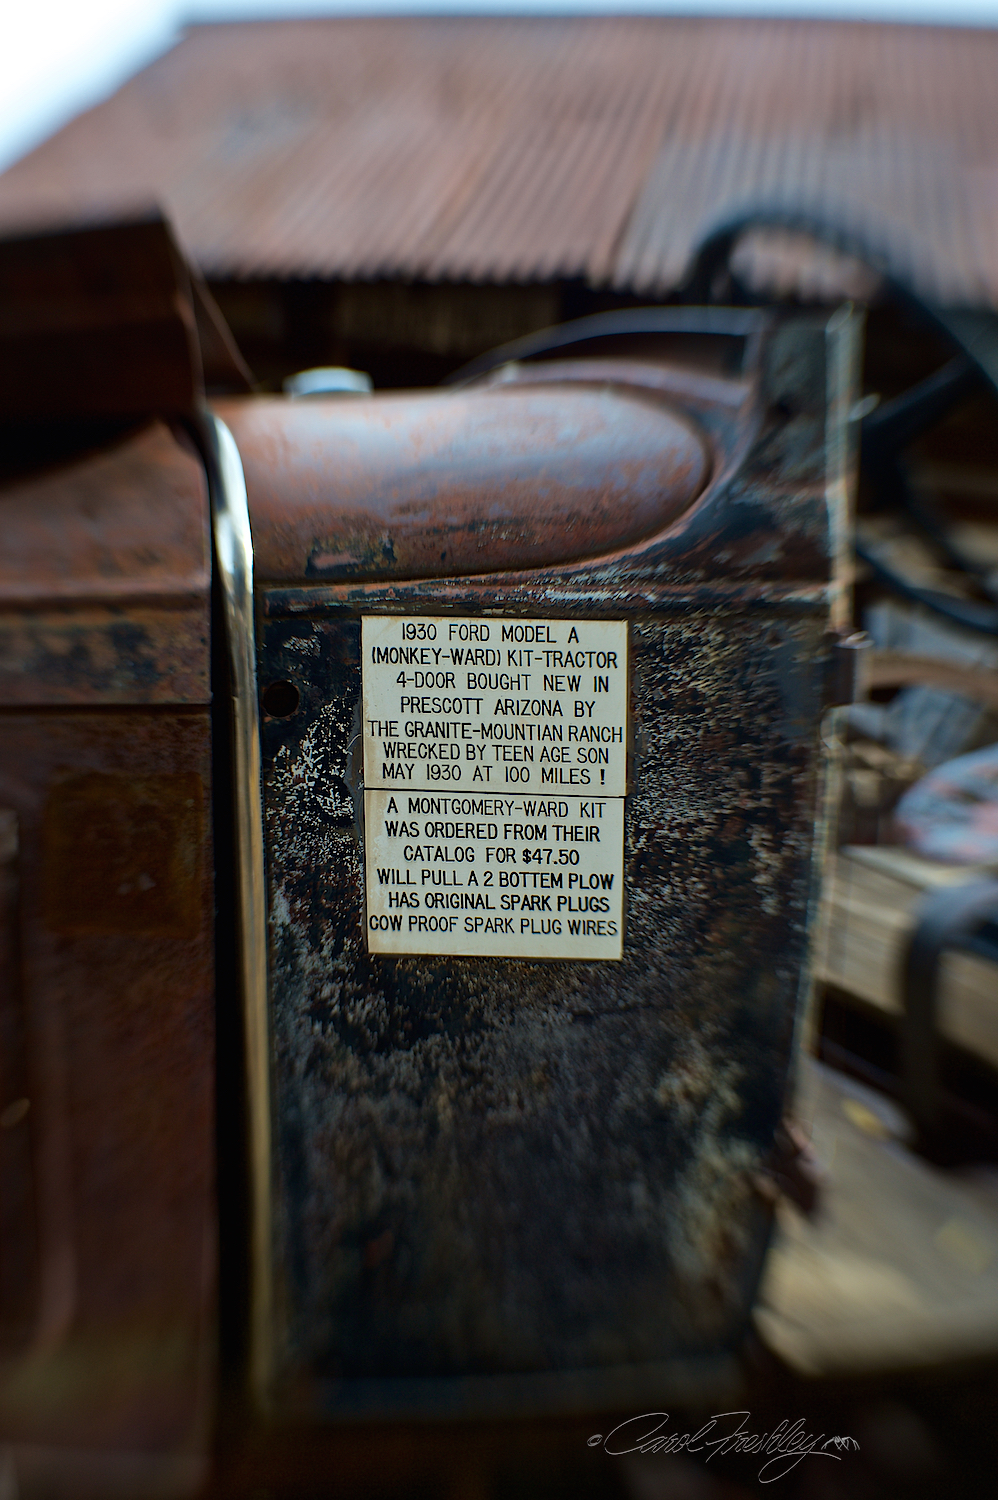 1930 FORD MODEL A
(MONKEY-WARD) KIT-TRACTOR
4-DOOR BOUGHT NEW IN
PRESCOTT ARIZONA BY
THE GRANITE-MOUNTIAN RANCH
WRECKED BY TEEN AGE SON
MAY 1930 AT 100 MILES !
A MONTGOMERY-WARD KIT
WAS ORDERED FROM THEIR
CATALOG FOR $47.50
WILL PULL A 2 BOTTEM PLOW
HAS ORIGINAL SPARK PLUGS
COW PROOF SPARK PLUG WIRES
© Carol Freshley